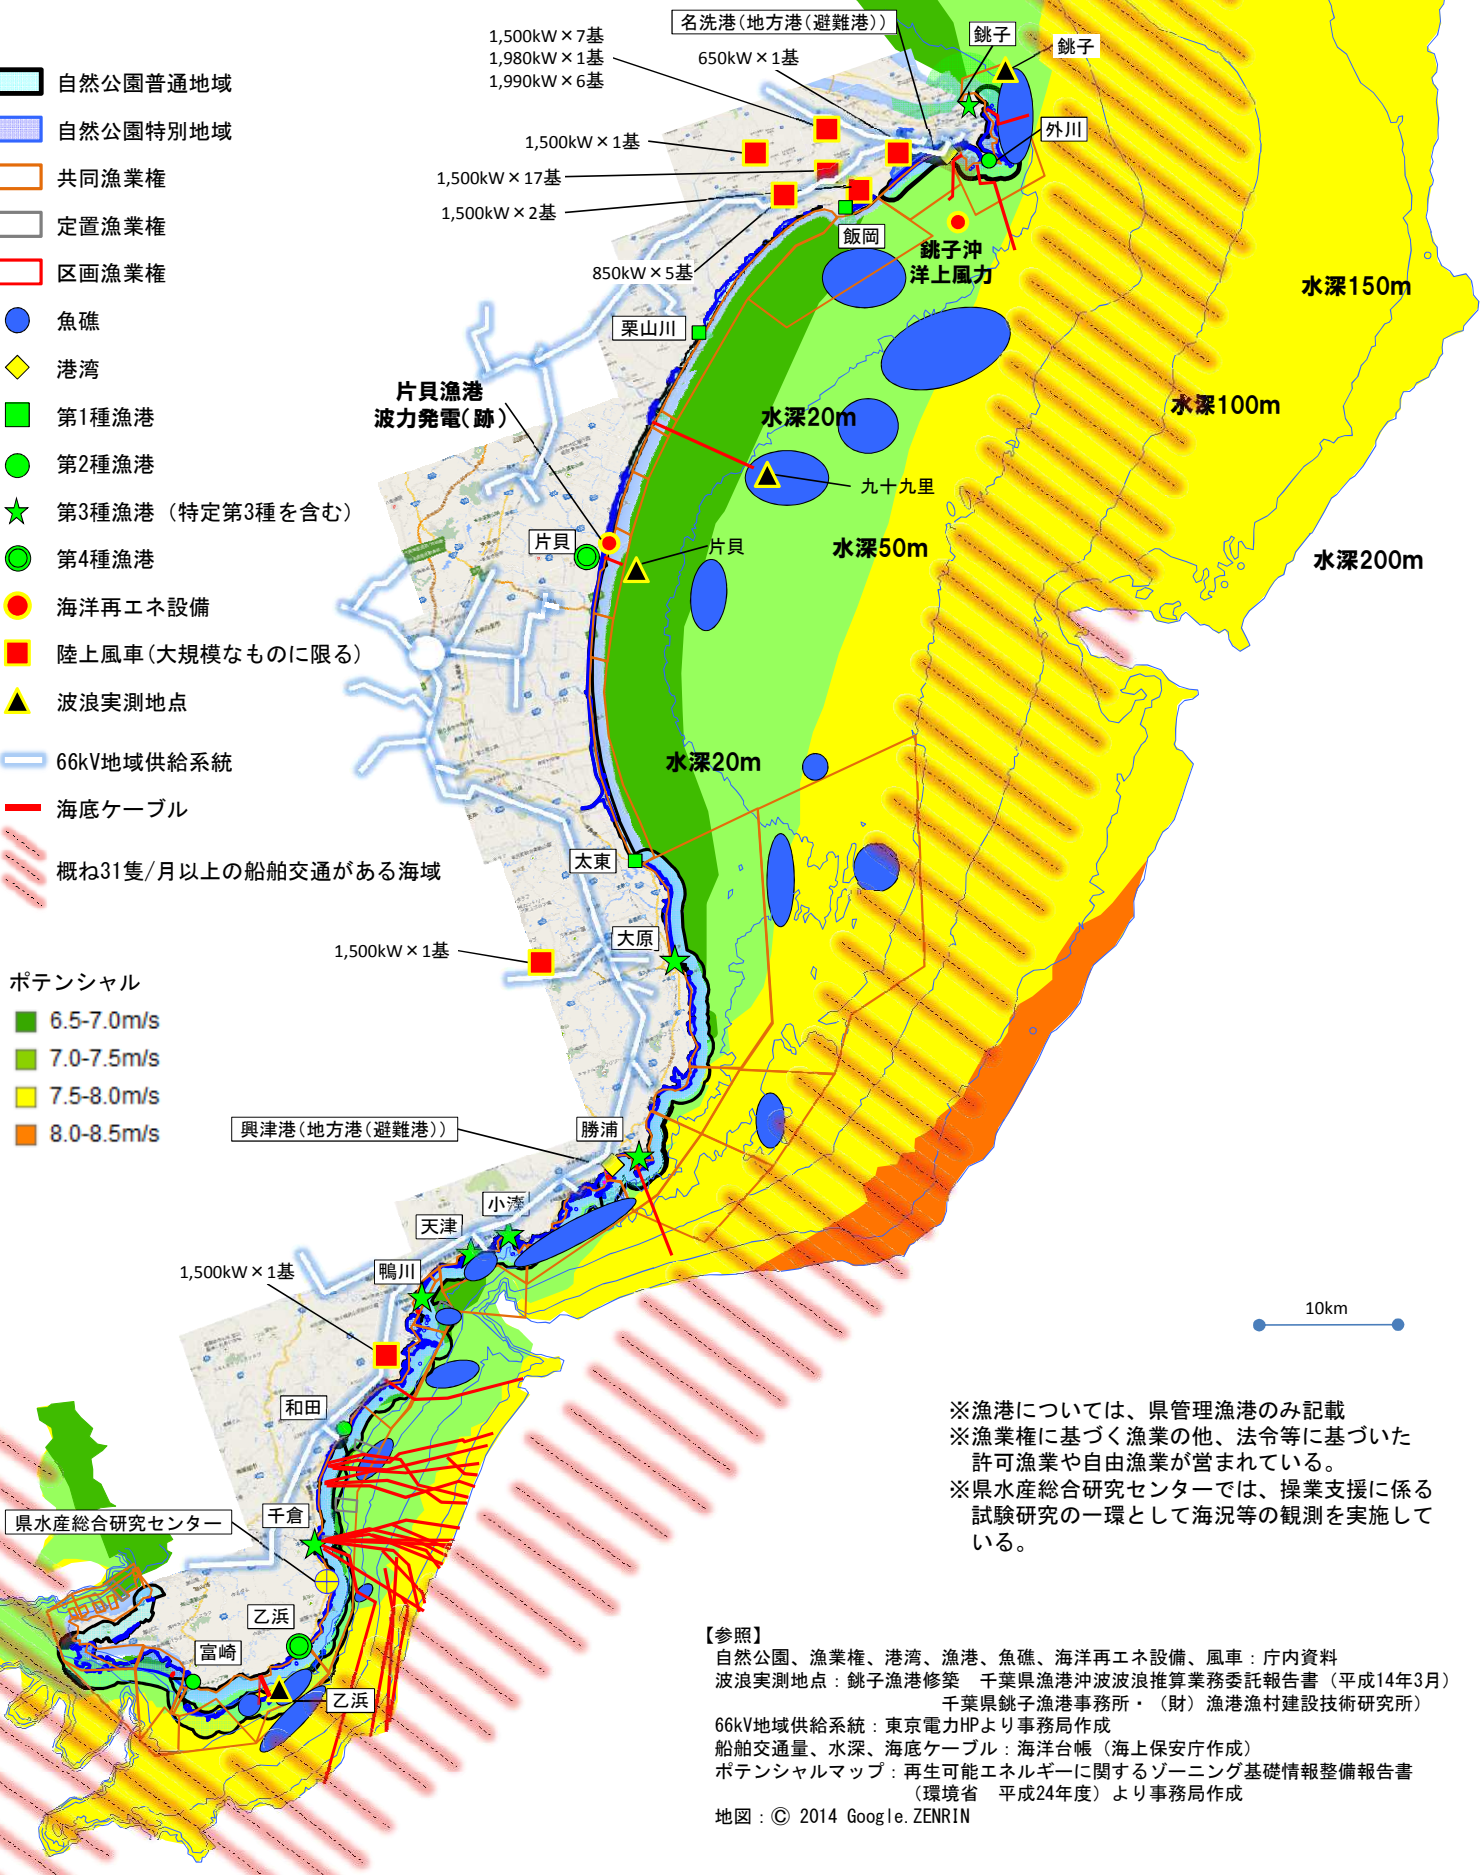 自然公園普通地域
自然公園特別地域
共同漁業権
定置漁業権
区画漁業権
魚礁
港湾
第1種漁港
第2種漁港
第3種漁港（特定第3種を含む）
第4種漁港
海洋再エネ設備
陸上風車(大規模なものに限る)
波浪実測地点
66kV地域供給系統
海底ケーブル
概ね31隻/月以上の船舶交通がある海域
ポテンシャル
6.5-7.0m/s
7.0-7.5m/s
7.5-8.0m/s
8.0-8.5m/s
名洗港(地方港(避難港))
1,500kW×7基
1,980kW×1基
1,990kW×6基
650kW×1基
銚子
銚子
外川
1,500kW×1基
1,500kW×17基
1,500kW×2基
850kW×5基
飯岡
銚子沖
洋上風力
栗山川
水深150m
片貝漁港
波力発電(跡)
水深20m
水深100m
九十九里
片貝
片貝
水深50m
水深200m
水深20m
太東
大原
1,500kW×1基
興津港(地方港(避難港))
勝浦
小湊
天津
鴨川
1,500kW×1基
10km
和田
千倉
県水産総合研究センター
乙浜
富崎
乙浜
※漁港については、県管理漁港のみ記載
※漁業権に基づく漁業の他、法令等に基づいた
許可漁業や自由漁業が営まれている。
※県水産総合研究センターでは、操業支援に係る
試験研究の一環として海況等の観測を実施して
いる。
【参照】
自然公園、漁業権、港湾、漁港、魚礁、海洋再エネ設備、風車：庁内資料
波浪実測地点：銚子漁港修築　千葉県漁港沖波波浪推算業務委託報告書（平成14年3月）
千葉県銚子漁港事務所・（財）漁港漁村建設技術研究所）
66kV地域供給系統：東京電力HPより事務局作成
船舶交通量、水深、海底ケーブル：海洋台帳（海上保安庁作成）
ポテンシャルマップ：再生可能エネルギーに関するゾーニング基礎情報整備報告書
（環境省　平成24年度）より事務局作成
地図：© 2014 Google.ZENRIN